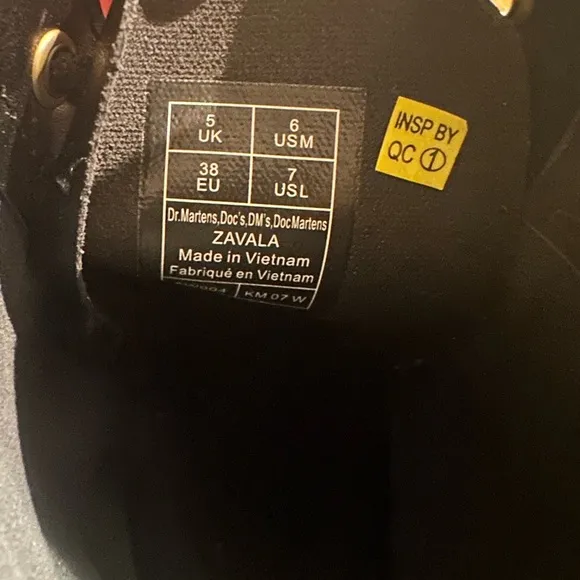 5
UK
6
USM
38
EU
7
USL
Dr.Martens,Doc's,DM's,DocMartens
ZAVALA
Made in Vietnam
Fabriqué en Vietnam
KM 07 W
INSP BY
QC 1